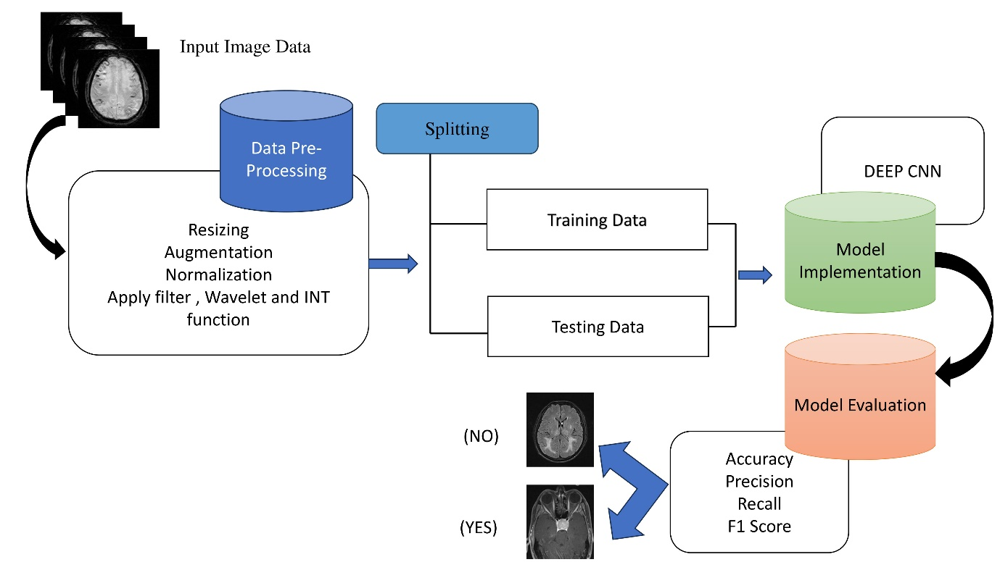 Input Image Data
Data Pre-
Processing
Resizing
Augmentation
Normalization
Apply filter , Wavelet and INT
function
Splitting
Training Data
Testing Data
DEEP CNN
Model
Implementation
Model Evaluation
Accuracy
Precision
Recall
F1 Score
(NO)
(YES)